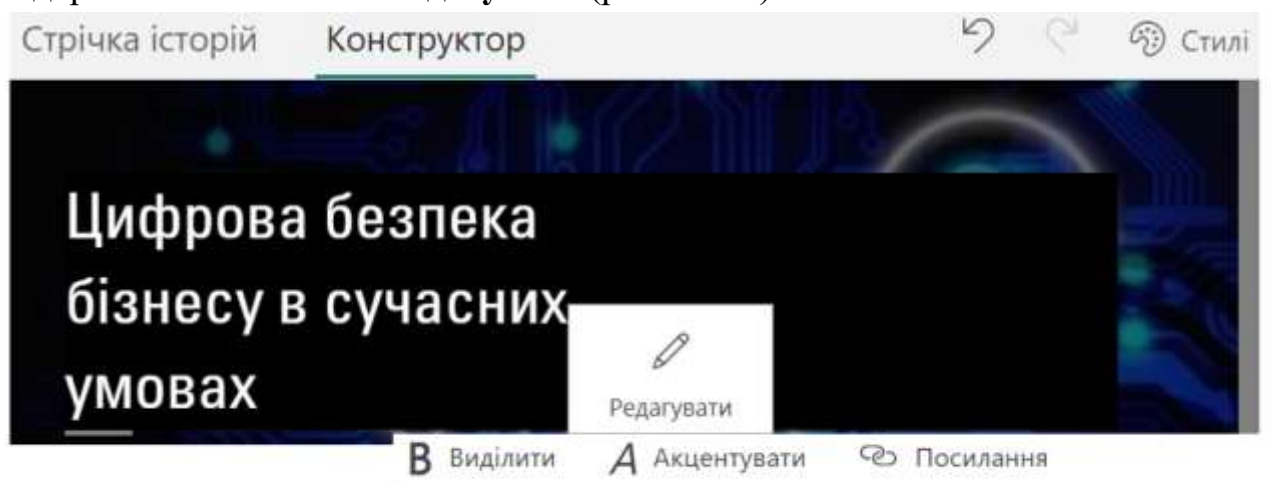 Стрічка історій Конструктор Стилі
Цифрова безпека
бізнесу в сучасних
умовах
Редагувати
B Виділити A Акцентувати Посилання